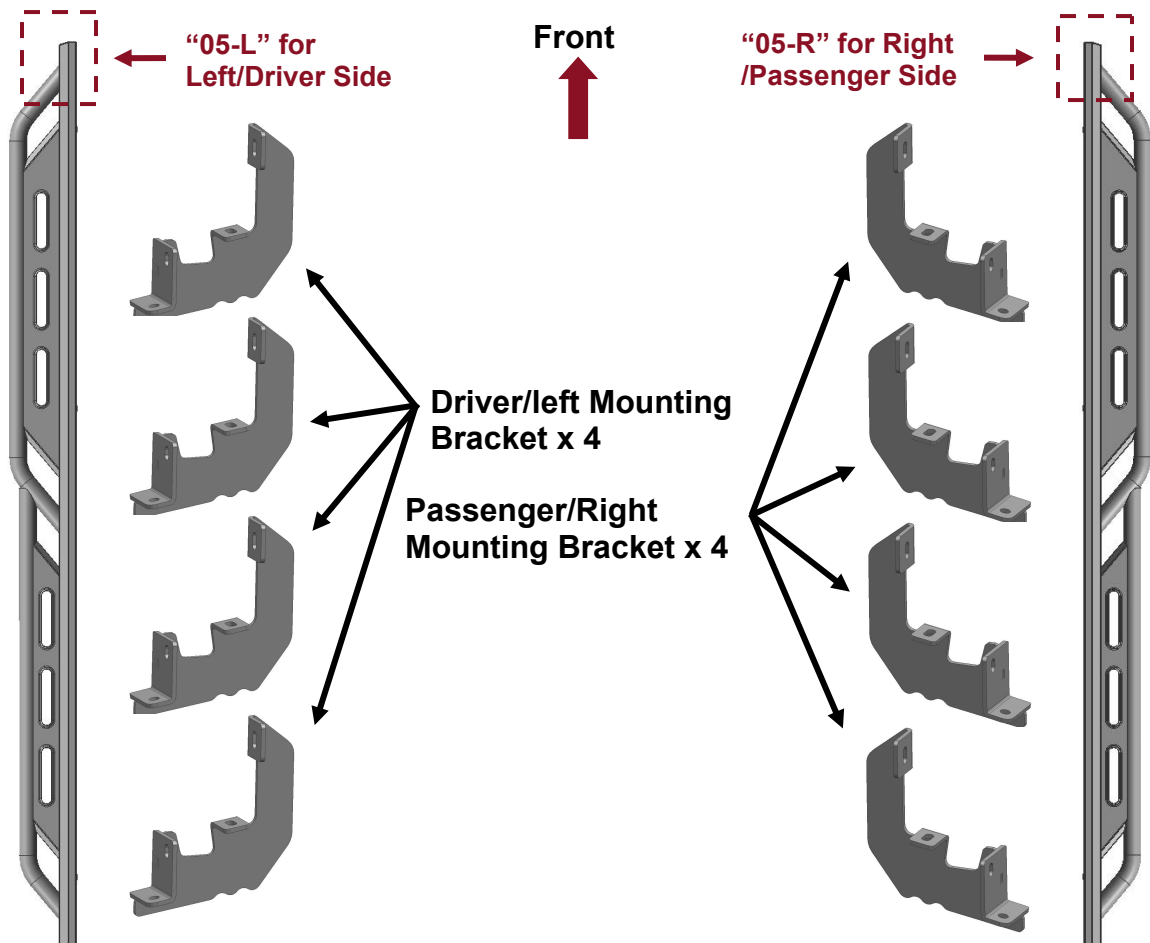 “05-L” for
Left/Driver Side
Front
“05-R” for Right
/Passenger Side
Driver/left Mounting
Bracket x 4
Passenger/Right
Mounting Bracket x 4